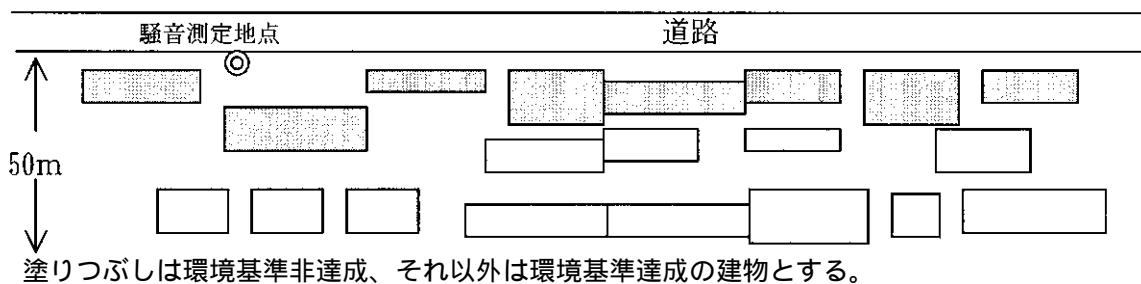 騒音測定地点
道路
50m
塗りつぶしは環境基準非達成、それ以外は環境基準達成の建物とする。